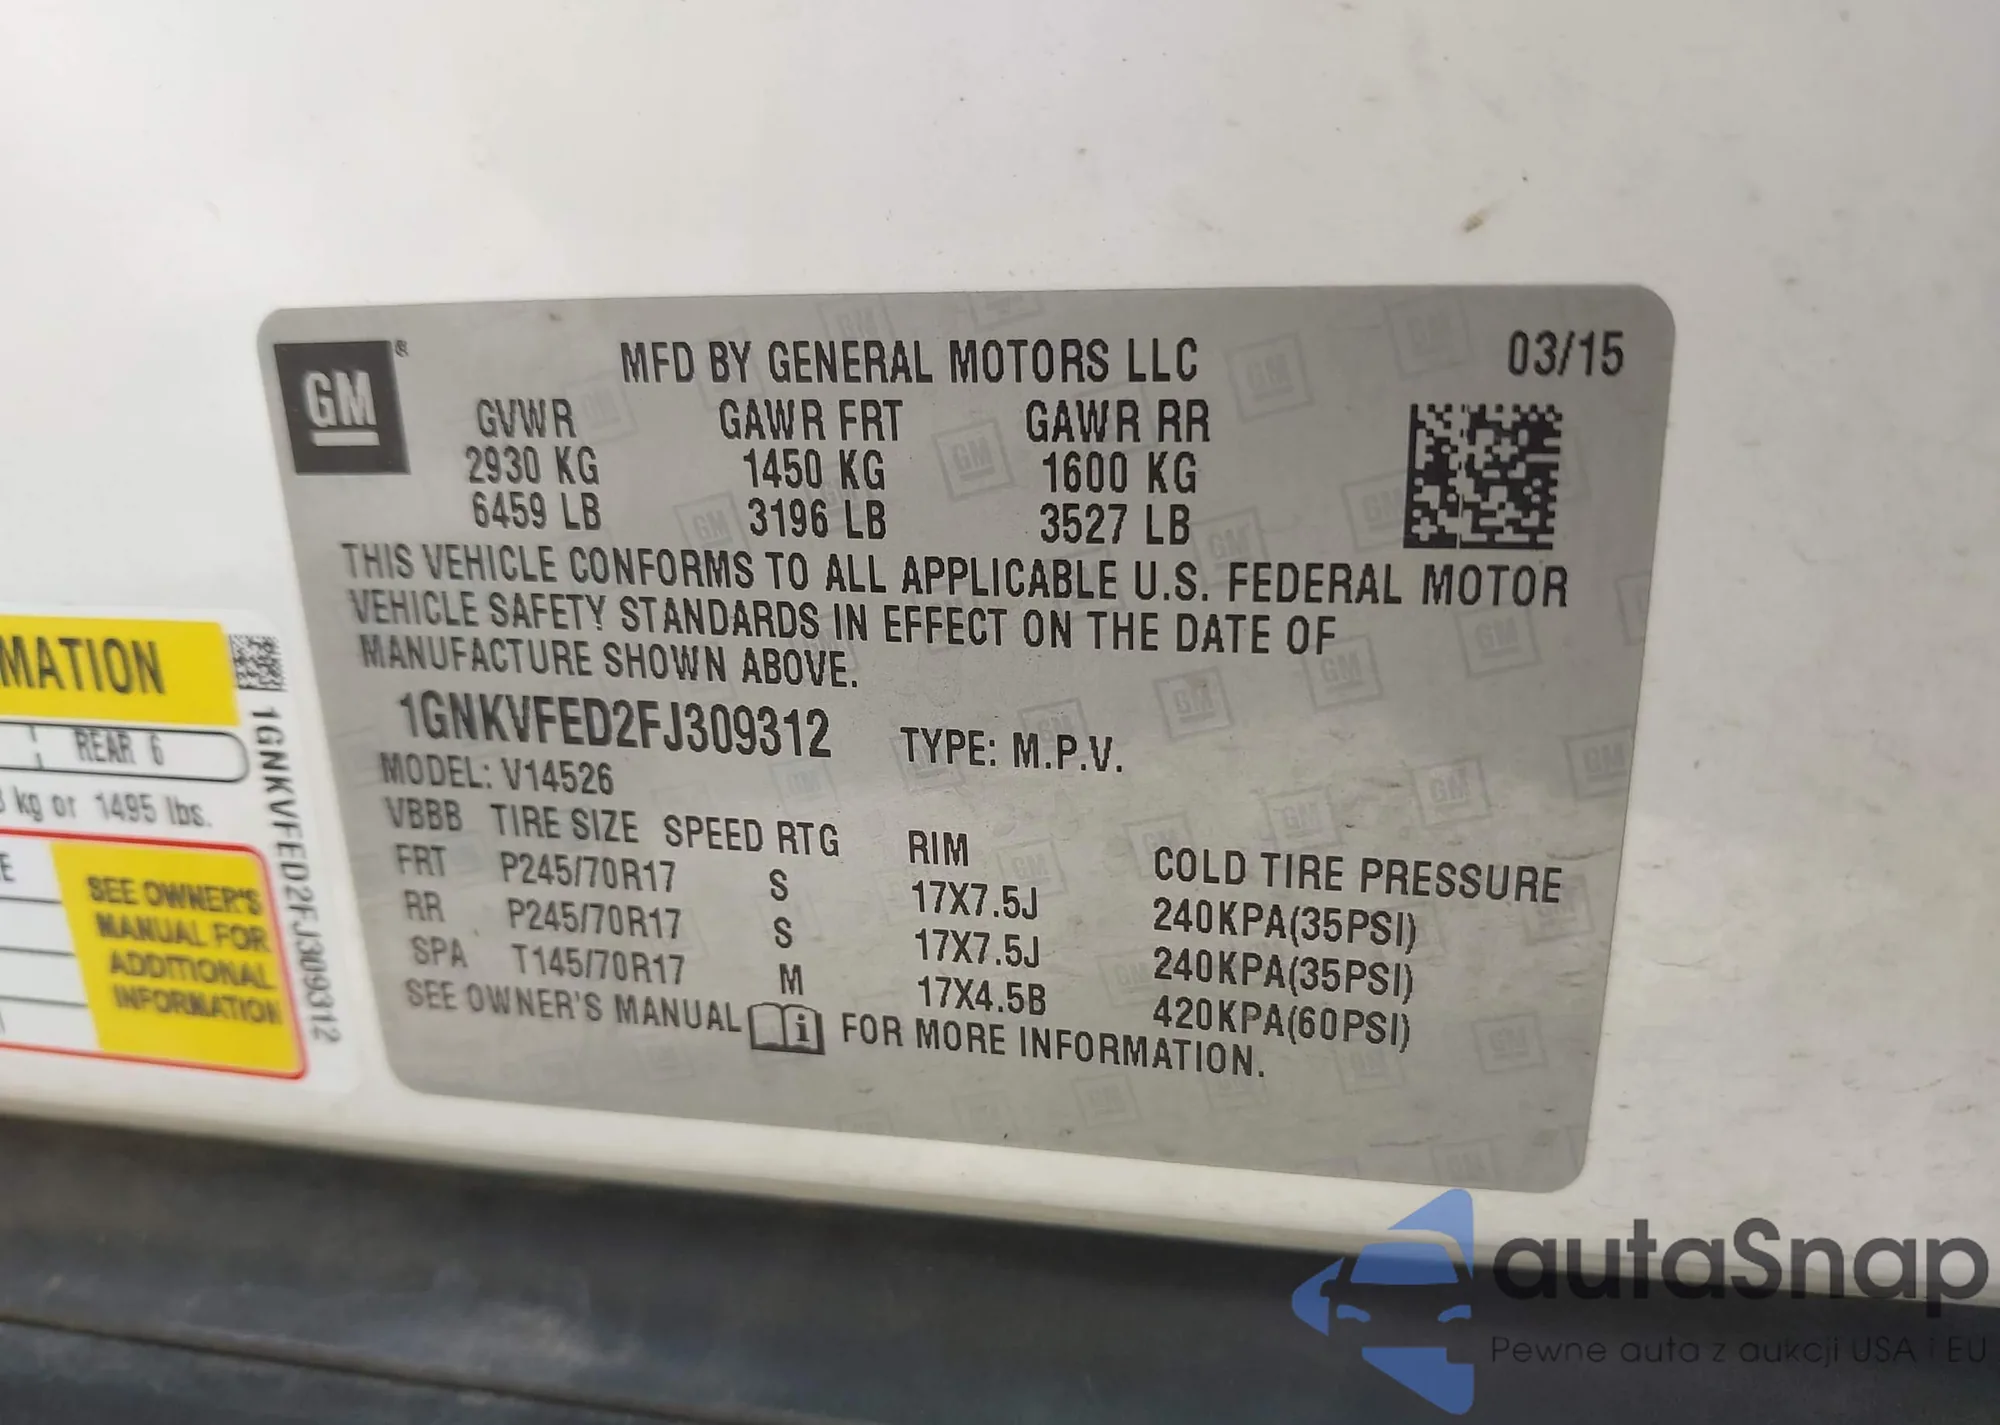 GM
®
MFD BY GENERAL MOTORS LLC 03/15
GVWR GAWR FRT GAWR RR
2930 KG 1450 KG 1600 KG
6459 LB 3196 LB 3527 LB
THIS VEHICLE CONFORMS TO ALL APPLICABLE U.S. FEDERAL MOTOR
VEHICLE SAFETY STANDARDS IN EFFECT ON THE DATE OF
MANUFACTURE SHOWN ABOVE.
1GNKVFED2FJ309312 TYPE: M.P.V.
MODEL: V14526
VBBB TIRE SIZE SPEED RTG RIM COLD TIRE PRESSURE
FRT P245/70R17 S 17X7.5J 240KPA(35PSI)
RR P245/70R17 S 17X7.5J 240KPA(35PSI)
SPA T145/70R17 M 17X4.5B 420KPA(60PSI)
SEE OWNER'S MANUAL i FOR MORE INFORMATION.
MATION
REAR 6
kg or 1495 lbs.
E
SEE OWNER'S
MANUAL FOR
ADDITIONAL
INFORMATION
1GNKVFED2FJ309312
autaSnap
Pewne auta z aukcji USA i EU